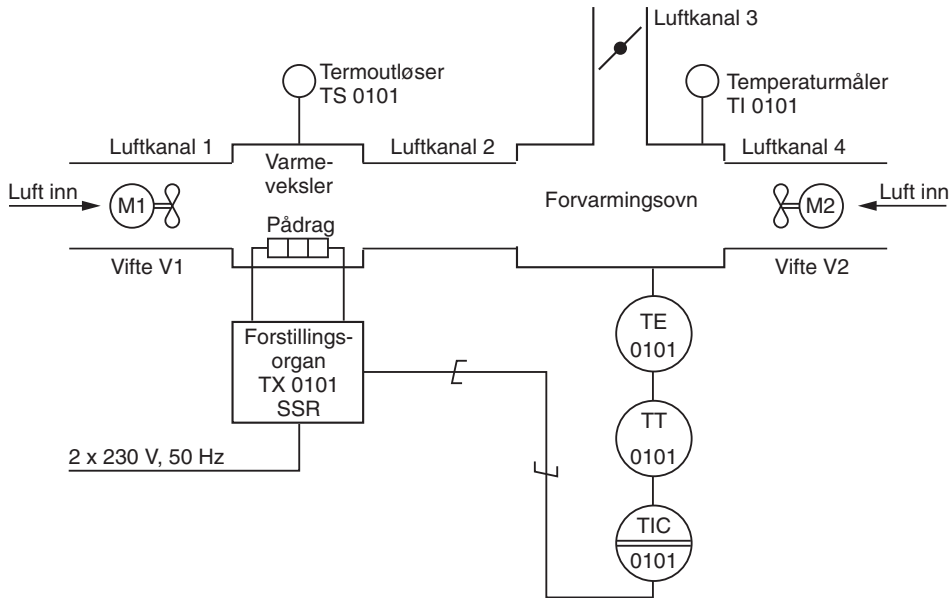 Luftkanal 3
Termoutløser
TS 0101
Temperaturmåler
TI 0101
Luftkanal 1
Luftkanal 2
Luftkanal 4
Varme-
veksler
Luft inn
M1
Forvarmingsovn
M2
Luft inn
Pådrag
Vifte V1
Vifte V2
Forstillings-
organ
TX 0101
SSR
TE
0101
TT
0101
2 x 230 V, 50 Hz
TIC
0101